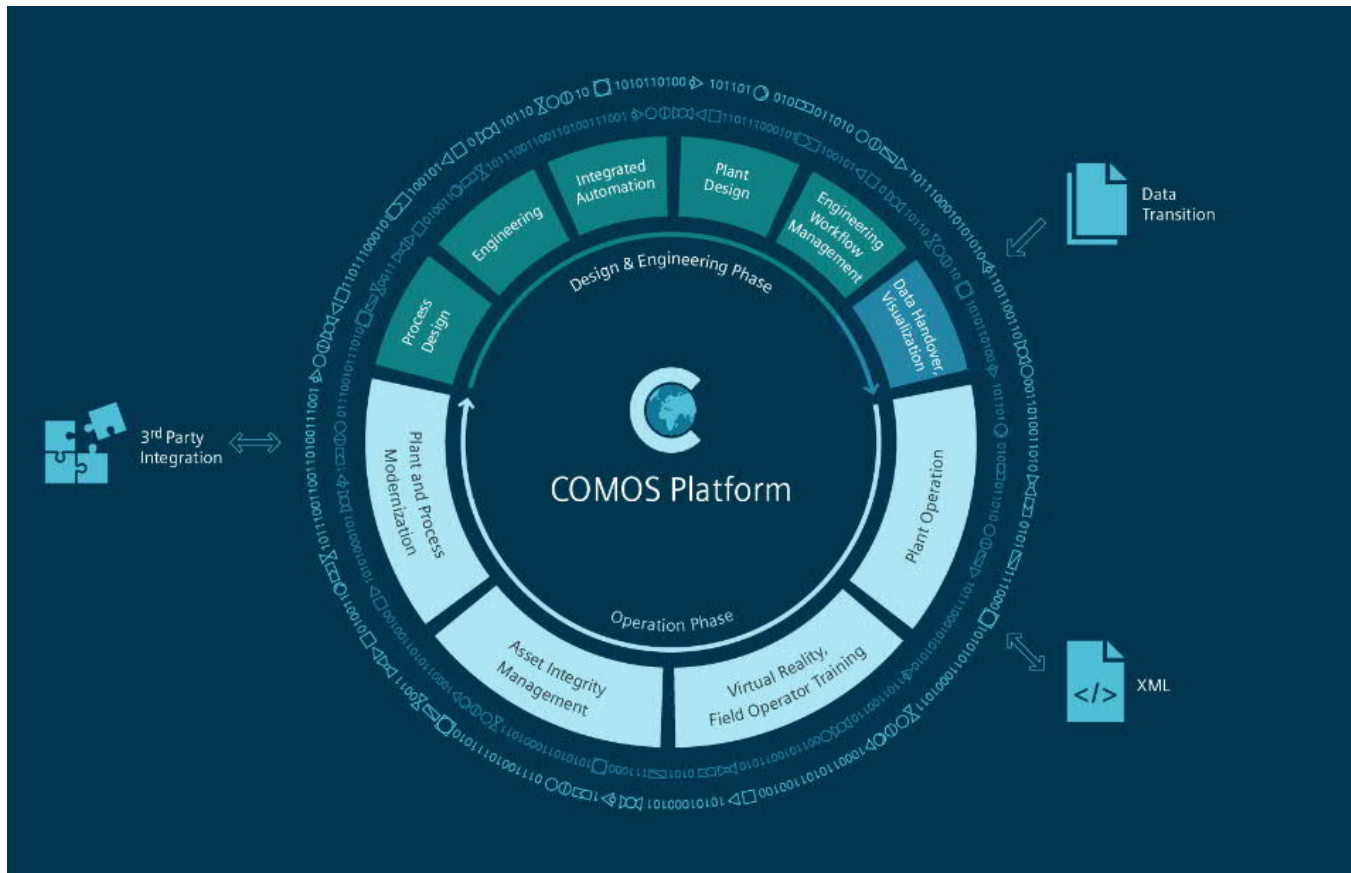 Integrated
Automation
Plant
Design
Engineering
Engineering
Workflow
Management
Process
Design
Data Handover,
Visualization
Design & Engineering Phase
Data
Transition
COMOS Platform
3rd Party
Integration
Plant and Process
Modernization
Plant Operation
Operation Phase
Asset Integrity
Management
Virtual Reality,
Field Operator Training
</>
XML